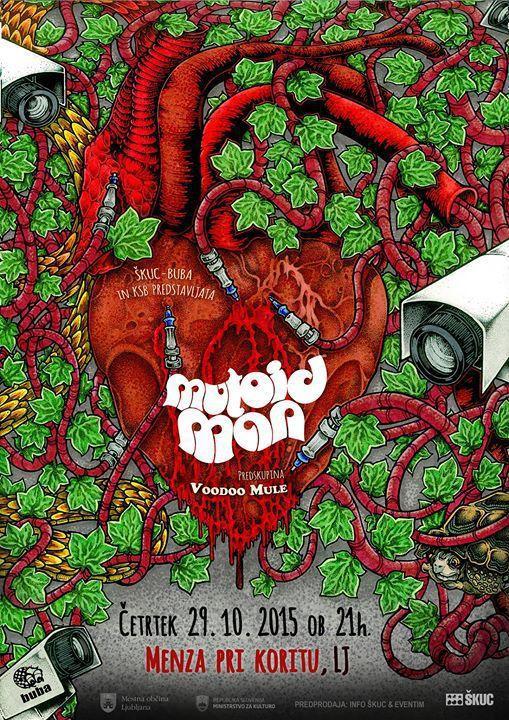 ŠKUC-BUBA
IN KSB PREDSTAVLJATA
mutoid
man
PREDSKUPINA
VOODOO MULE
ČETRTEK 29. 10. 2015 OB 21h.
MENZA PRI KORITU, LJ
buba
Mestna občina
Ljubljana
REPUBLIKA SLOVENIJA
MINISTRSTVO ZA KULTURO
PREDPRODAJA: INFO ŠKUC & EVENTIM
ŠKUC